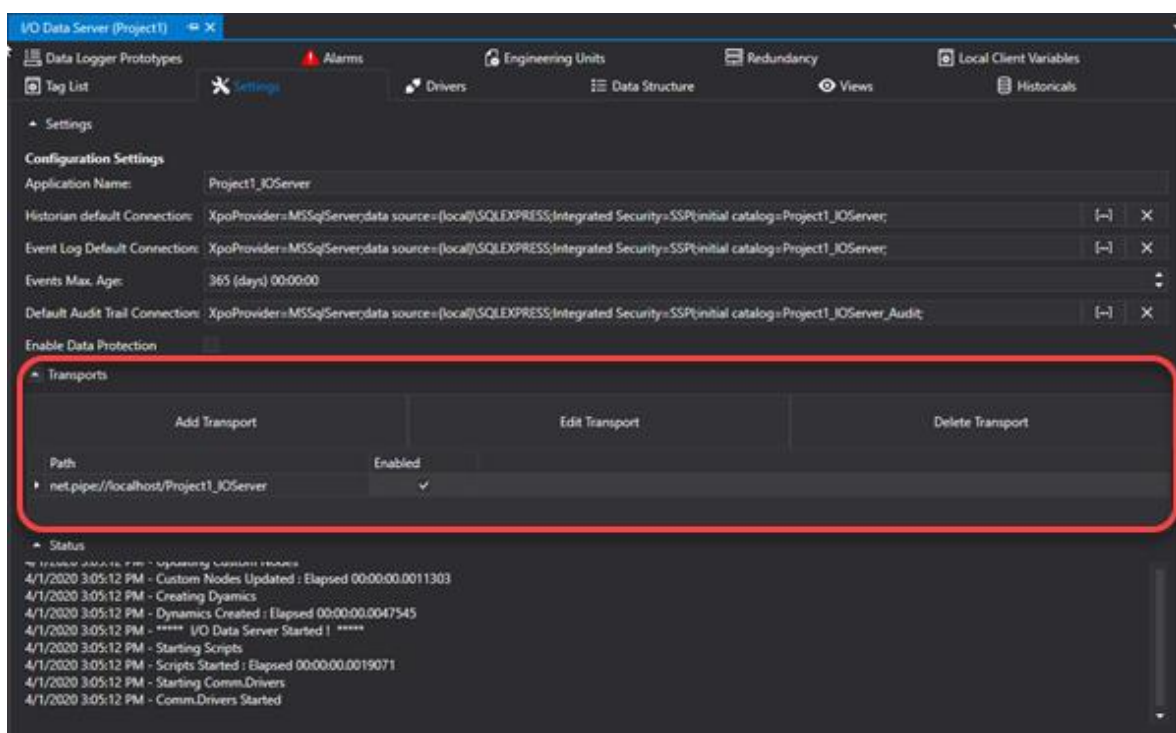 I/O Data Server (Project1)
Data Logger Prototypes Alarms Engineering Units Redundancy Local Client Variables
Tag List Settings Drivers Data Structure Views Historicals
Settings
Configuration Settings
Application Name: Project1_IOServer
Historian default Connection: XpoProvider=MSSqlServer;data source=(local)\SQLEXPRESS;Integrated Security=SSPI;initial catalog=Project1_IOServer;
Event Log Default Connection: XpoProvider=MSSqlServer;data source=(local)\SQLEXPRESS;Integrated Security=SSPI;initial catalog=Project1_IOServer;
Events Max. Age: 365 (days) 00:00:00
Default Audit Trail Connection: XpoProvider=MSSqlServer;data source=(local)\SQLEXPRESS;Integrated Security=SSPI;initial catalog=Project1_IOServer_Audit;
Enable Data Protection
Transports
Add Transport Edit Transport Delete Transport
Path Enabled
net.pipe://localhost/Project1_IOServer
Status
4/1/2020 3:05:12 PM - Updating Custom Nodes
4/1/2020 3:05:12 PM - Custom Nodes Updated : Elapsed 00:00:00.0011303
4/1/2020 3:05:12 PM - Creating Dyamics
4/1/2020 3:05:12 PM - Dynamics Created : Elapsed 00:00:00.0047545
4/1/2020 3:05:12 PM - ***** I/O Data Server Started ! *****
4/1/2020 3:05:12 PM - Starting Scripts
4/1/2020 3:05:12 PM - Scripts Started : Elapsed 00:00:00.0019071
4/1/2020 3:05:12 PM - Starting Comm.Drivers
4/1/2020 3:05:12 PM - Comm.Drivers Started